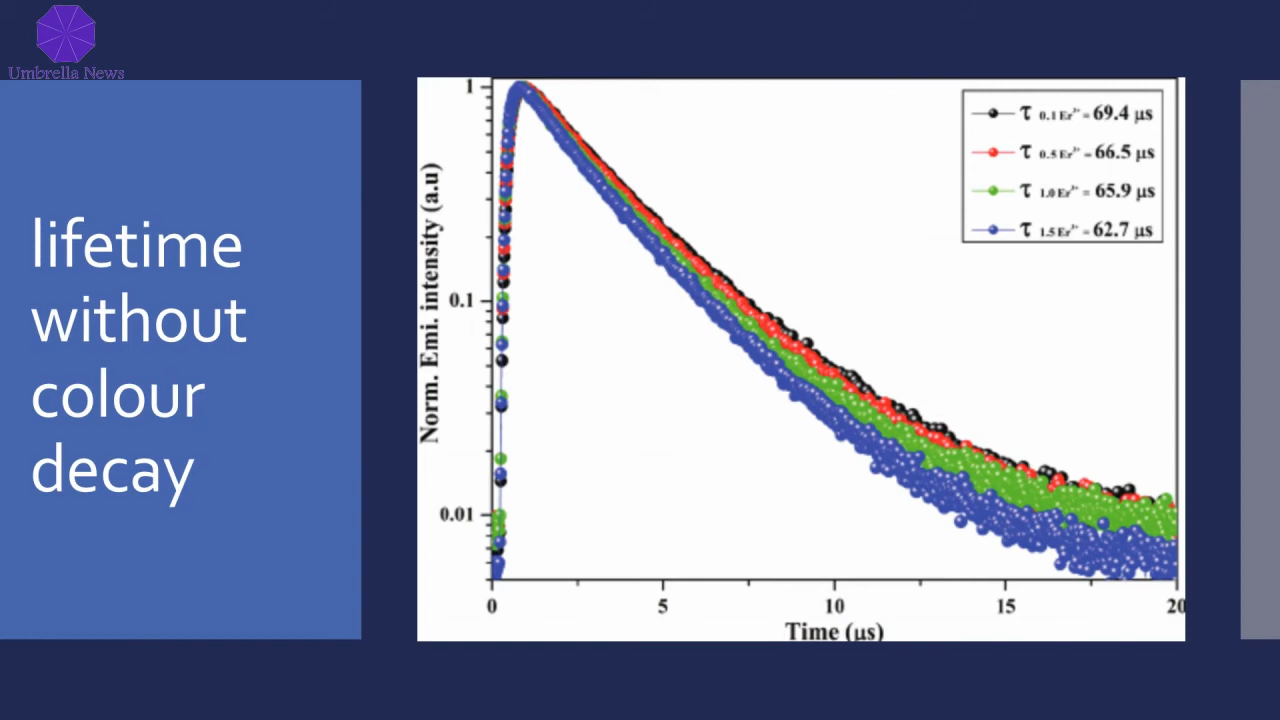 Umbrella News
lifetime
without
colour
decay
Norm. Emi. intensity (a.u)
1
0.1
0.01
τ 0.1 Er³⁺ = 69.4 µs
τ 0.5 Er³⁺ = 66.5 µs
τ 1.0 Er³⁺ = 65.9 µs
τ 1.5 Er³⁺ = 62.7 µs
0 5 10 15 20
Time (µs)